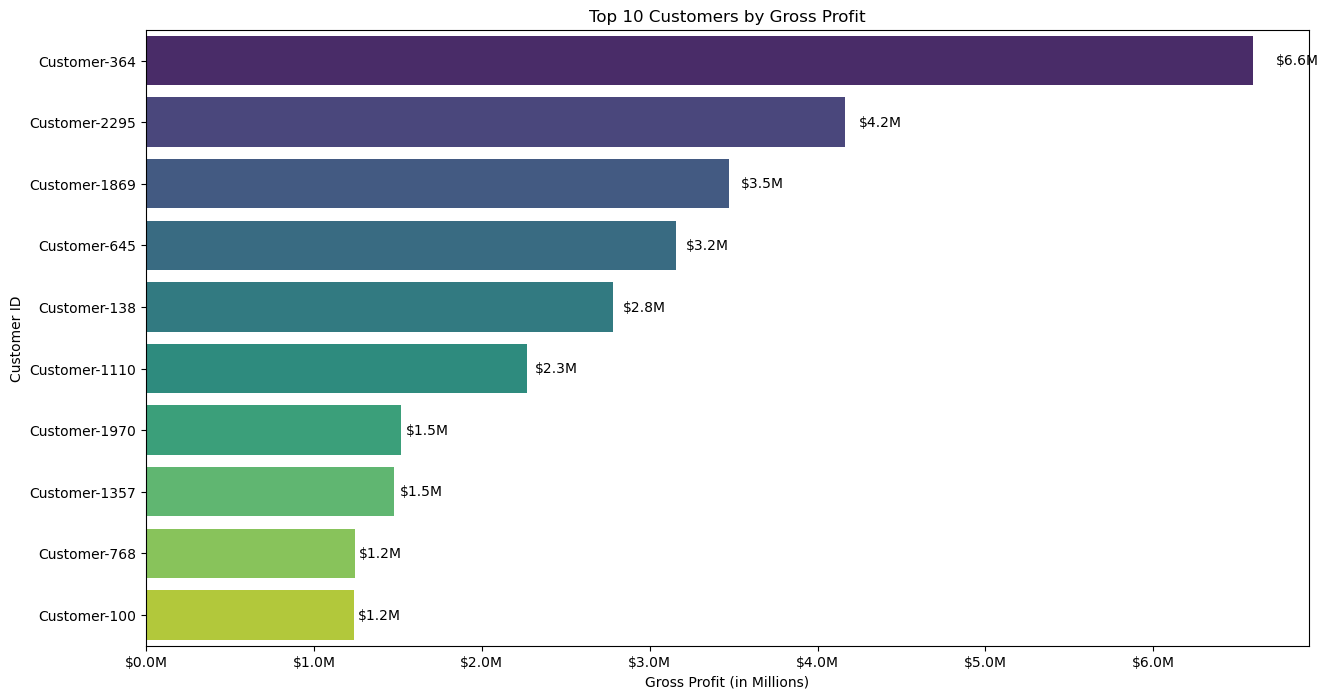 Top 10 Customers by Gross Profit
Customer ID
Customer-364 $6.6M
Customer-2295 $4.2M
Customer-1869 $3.5M
Customer-645 $3.2M
Customer-138 $2.8M
Customer-1110 $2.3M
Customer-1970 $1.5M
Customer-1357 $1.5M
Customer-768 $1.2M
Customer-100 $1.2M
$0.0M $1.0M $2.0M $3.0M $4.0M $5.0M $6.0M
Gross Profit (in Millions)